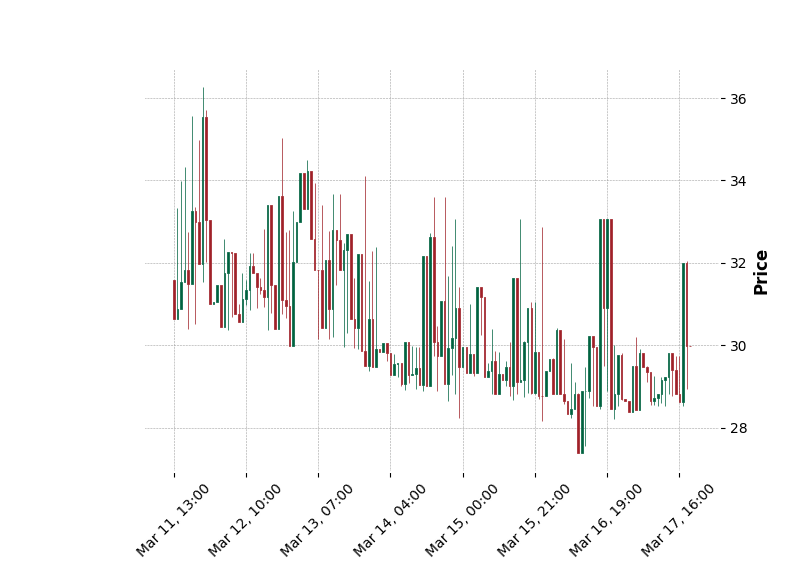 36
34
32
30
28
Price
Mar 11, 13:00
Mar 12, 10:00
Mar 13, 07:00
Mar 14, 04:00
Mar 15, 00:00
Mar 15, 21:00
Mar 16, 19:00
Mar 17, 16:00